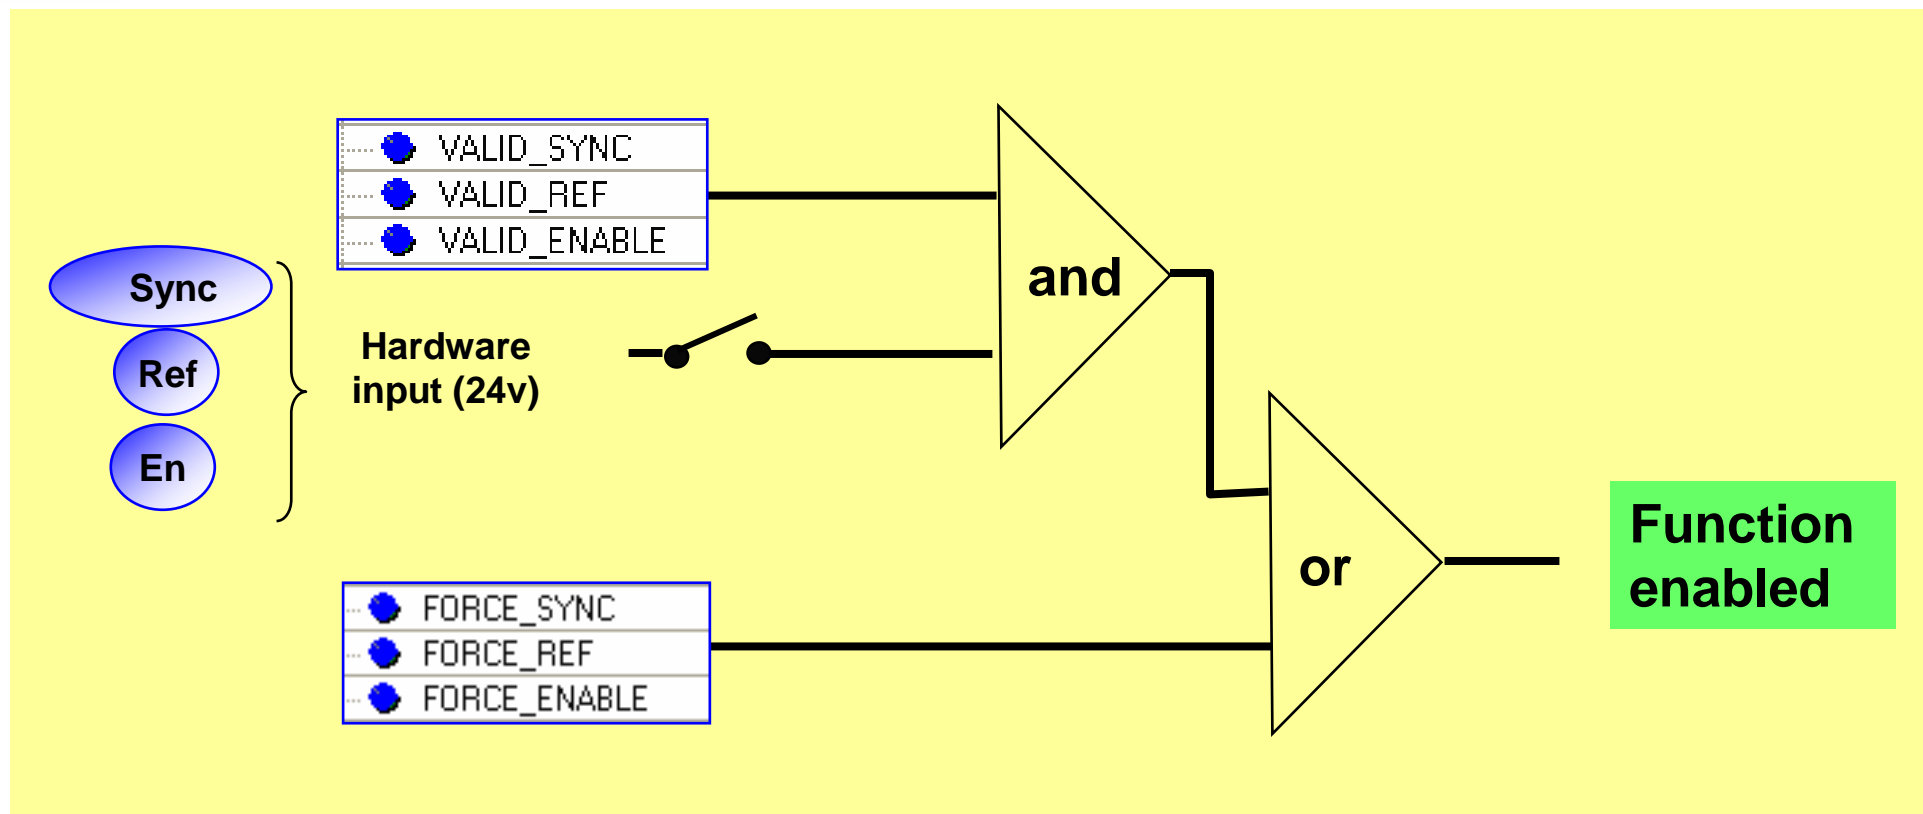 VALID_SYNC
VALID_REF
VALID_ENABLE
Sync
Ref
En
Hardware
input (24v)
and
or
Function
enabled
FORCE_SYNC
FORCE_REF
FORCE_ENABLE